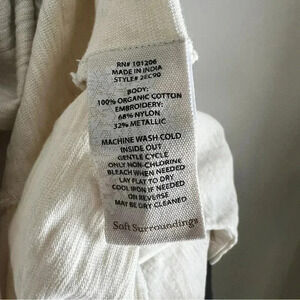 RN# 101206
MADE IN INDIA
STYLE# 2EC90
BODY:
100% ORGANIC COTTON
EMBROIDERY:
68% NYLON
32% METALLIC
MACHINE WASH COLD
INSIDE OUT
GENTLE CYCLE
ONLY NON-CHLORINE
BLEACH WHEN NEEDED
LAY FLAT TO DRY
COOL IRON IF NEEDED
ON REVERSE
MAY BE DRY CLEANED
Soft Surroundings